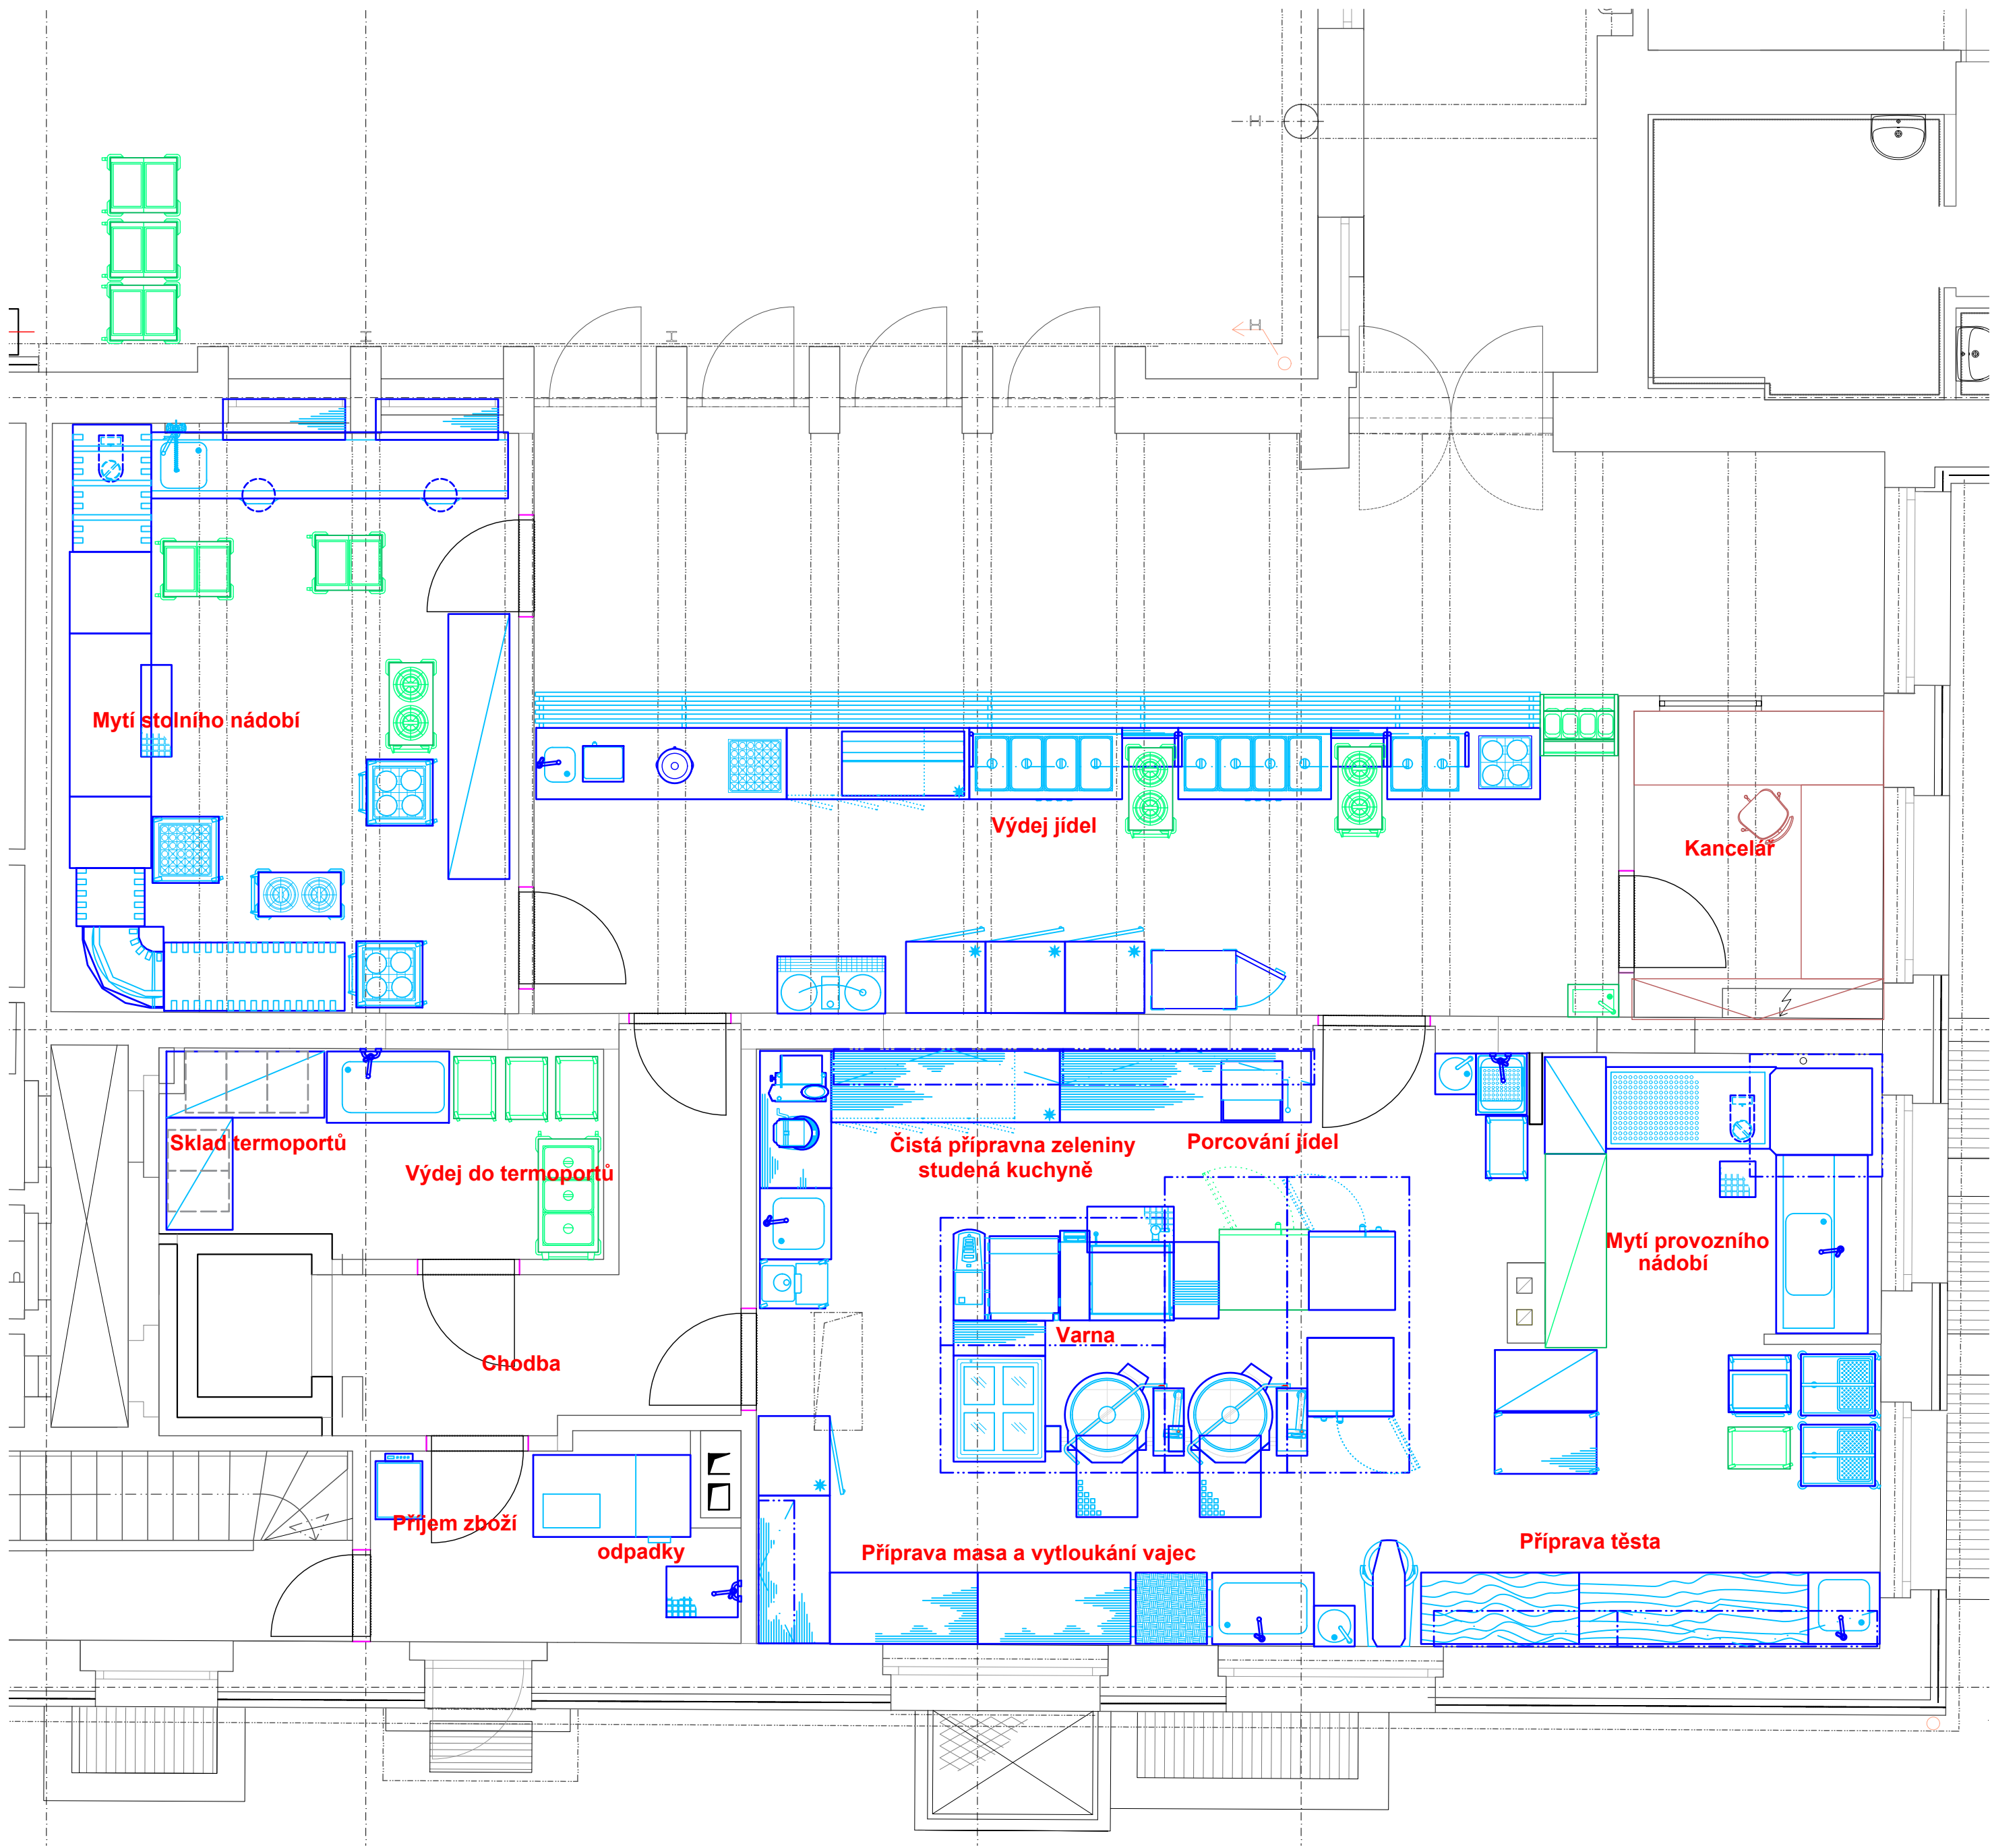 Mytí stolního nádobí
Výdej jídel
Kancelář
Sklad termoportů
Výdej do termoportů
Čistá přípravna zeleniny
studená kuchyně
Porcování jídel
Mytí provozního
nádobí
Varna
Chodba
Příjem zboží
odpadky
Příprava masa a vytloukání vajec
Příprava těsta